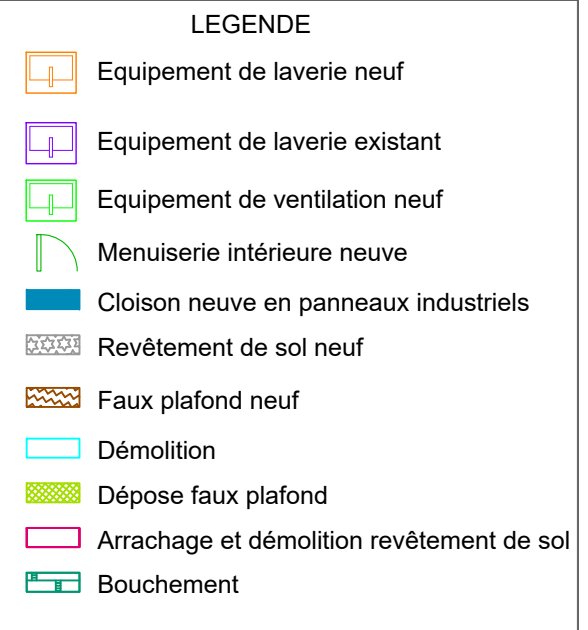 LEGENDE
Equipement de laverie neuf
Equipement de laverie existant
Equipement de ventilation neuf
Menuiserie intérieure neuve
Cloison neuve en panneaux industriels
Revêtement de sol neuf
Faux plafond neuf
Démolition
Dépose faux plafond
Arrachage et démolition revêtement de sol
Bouchement